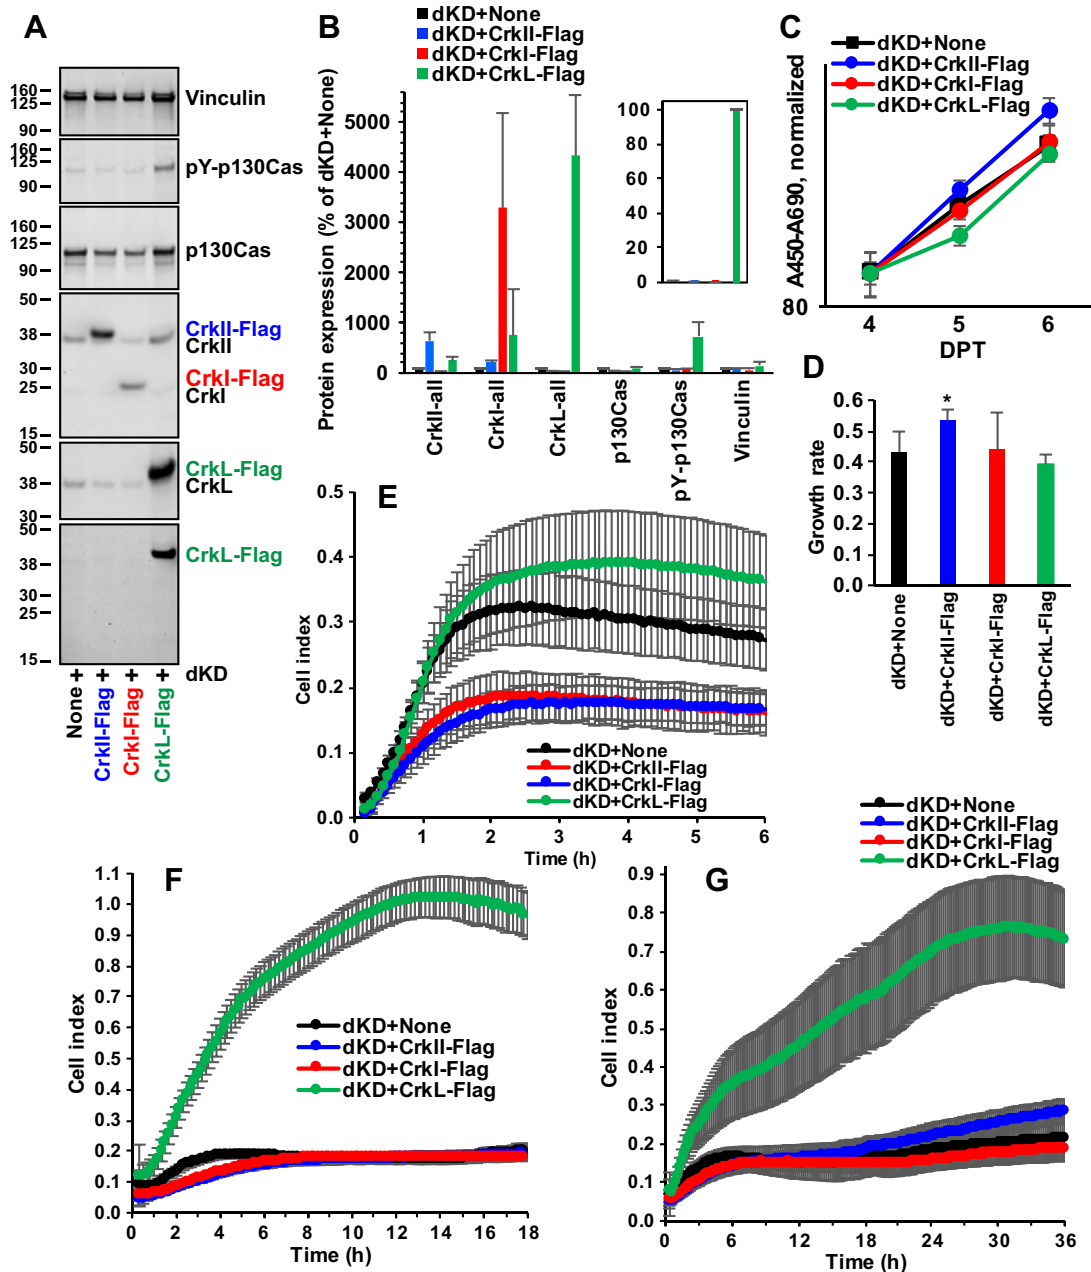 A
160
125
90
Vinculin
160
125
90
pY-p130Cas
160
125
90
p130Cas
50
38
30
25
15
CrkII-Flag
CrkII
CrkI-Flag
CrkI
50
38
30
CrkL-Flag
CrkL
50
38
30
25
15
CrkL-Flag
+ + + + dKD
None
CrkII-Flag
CrkI-Flag
CrkL-Flag
B
dKD+None
dKD+CrkII-Flag
dKD+CrkI-Flag
dKD+CrkL-Flag
Protein expression (% of dKD+None)
5000
4000
3000
2000
1000
0
100
80
60
40
20
0
CrkII-all
CrkI-all
CrkL-all
p130Cas
pY-p130Cas
Vinculin
C
dKD+None
dKD+CrkII-Flag
dKD+CrkI-Flag
dKD+CrkL-Flag
A450-A690, normalized
80
4 5 6
DPT
D
Growth rate
0.6
0.5
0.4
0.3
0.2
0.1
0.0
*
dKD+None
dKD+CrkII-Flag
dKD+CrkI-Flag
dKD+CrkL-Flag
E
Cell index
0.5
0.4
0.3
0.2
0.1
0.0
dKD+None
dKD+CrkII-Flag
dKD+CrkI-Flag
dKD+CrkL-Flag
0 1 2 3 4 5 6
Time (h)
F
Cell index
1.1
1.0
0.9
0.8
0.7
0.6
0.5
0.4
0.3
0.2
0.1
0.0
dKD+None
dKD+CrkII-Flag
dKD+CrkI-Flag
dKD+CrkL-Flag
0 2 4 6 8 10 12 14 16 18
Time (h)
dKD+None
dKD+CrkII-Flag
dKD+CrkI-Flag
dKD+CrkL-Flag
G
Cell index
0.9
0.8
0.7
0.6
0.5
0.4
0.3
0.2
0.1
0.0
0 6 12 18 24 30 36
Time (h)